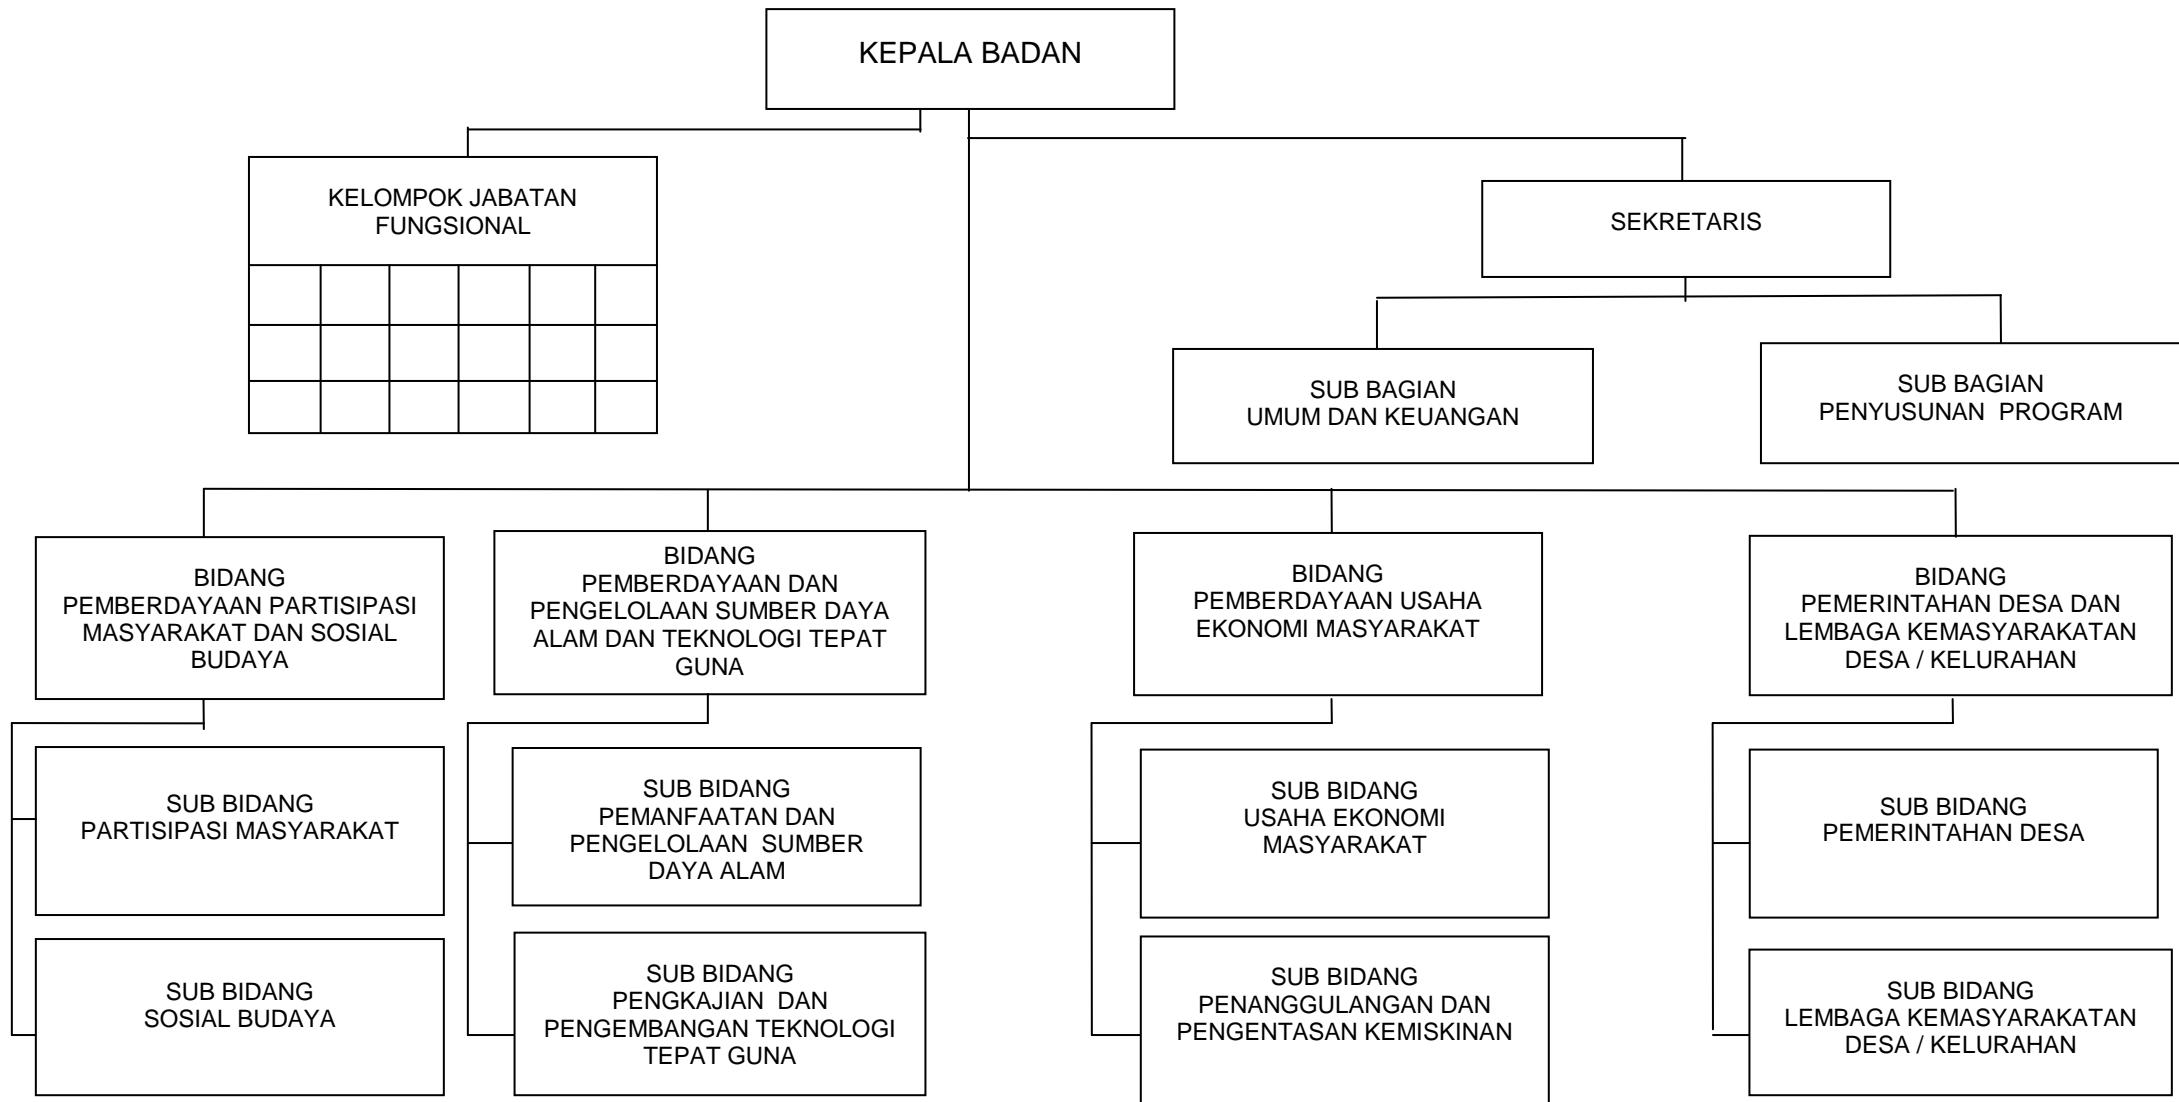 KEPALA BADAN
KELOMPOK JABATAN
FUNGSIONAL
SEKRETARIS
SUB BAGIAN
UMUM DAN KEUANGAN
SUB BAGIAN
PENYUSUNAN  PROGRAM
BIDANG
PEMBERDAYAAN PARTISIPASI
MASYARAKAT DAN SOSIAL
BUDAYA
BIDANG
PEMBERDAYAAN DAN
PENGELOLAAN SUMBER DAYA
ALAM DAN TEKNOLOGI TEPAT
GUNA
BIDANG
PEMBERDAYAAN USAHA
EKONOMI MASYARAKAT
BIDANG
PEMERINTAHAN DESA DAN
LEMBAGA KEMASYARAKATAN
DESA / KELURAHAN
SUB BIDANG
PARTISIPASI MASYARAKAT
SUB BIDANG
PEMANFAATAN DAN
PENGELOLAAN  SUMBER
DAYA ALAM
SUB BIDANG
USAHA EKONOMI
MASYARAKAT
SUB BIDANG
PEMERINTAHAN DESA
SUB BIDANG
SOSIAL BUDAYA
SUB BIDANG
PENGKAJIAN  DAN
PENGEMBANGAN TEKNOLOGI
TEPAT GUNA
SUB BIDANG
PENANGGULANGAN DAN
PENGENTASAN KEMISKINAN
SUB BIDANG
LEMBAGA KEMASYARAKATAN
DESA / KELURAHAN